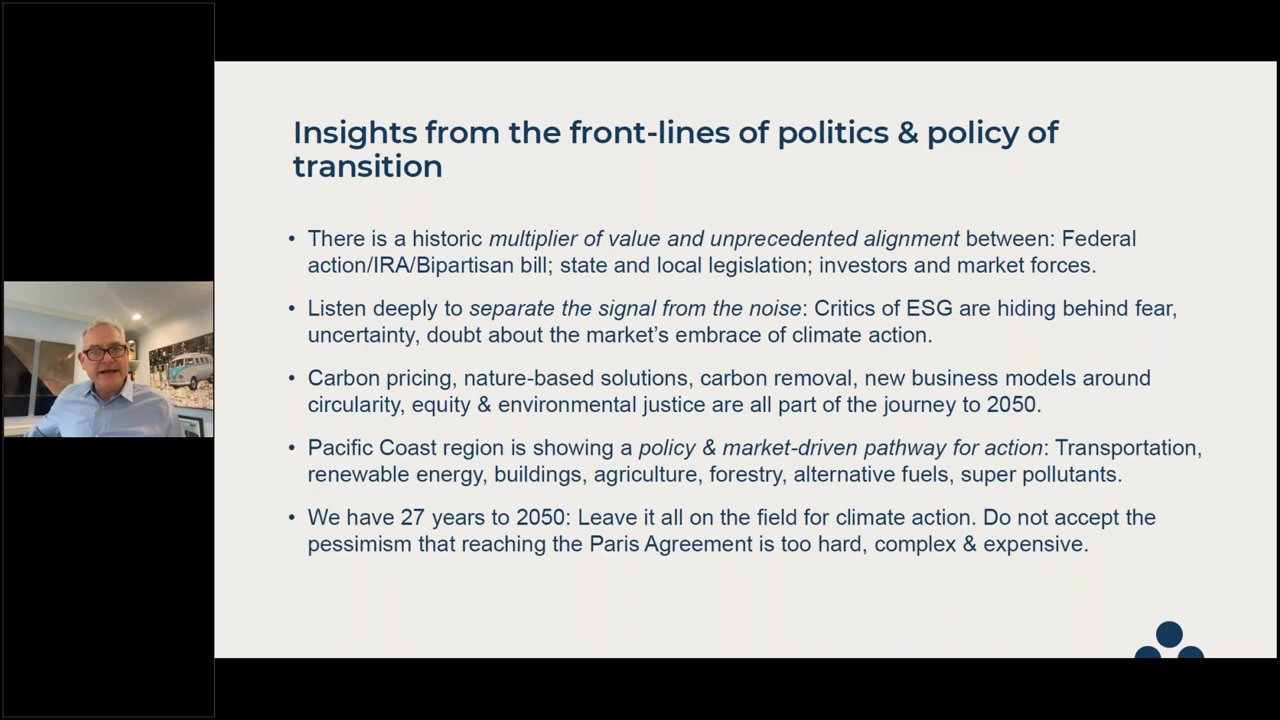 Insights from the front-lines of politics & policy of
transition
• There is a historic multiplier of value and unprecedented alignment between: Federal
action/IRA/Bipartisan bill; state and local legislation; investors and market forces.
• Listen deeply to separate the signal from the noise: Critics of ESG are hiding behind fear,
uncertainty, doubt about the market's embrace of climate action.
• Carbon pricing, nature-based solutions, carbon removal, new business models around
circularity, equity & environmental justice are all part of the journey to 2050.
• Pacific Coast region is showing a policy & market-driven pathway for action: Transportation,
renewable energy, buildings, agriculture, forestry, alternative fuels, super pollutants.
• We have 27 years to 2050: Leave it all on the field for climate action. Do not accept the
pessimism that reaching the Paris Agreement is too hard, complex & expensive.